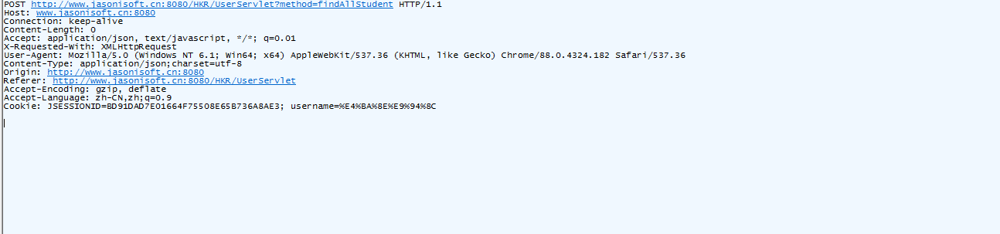 POST http://www.jasonisoft.cn:8080/HKR/UserServlet?method=findAllStudent HTTP/1.1
Host: www.jasonisoft.cn:8080
Connection: keep-alive
Content-Length: 0
Accept: application/json, text/javascript, */*; q=0.01
X-Requested-With: XMLHttpRequest
User-Agent: Mozilla/5.0 (Windows NT 6.1; Win64; x64) AppleWebKit/537.36 (KHTML, like Gecko) Chrome/88.0.4324.182 Safari/537.36
Content-Type: application/json;charset=utf-8
Origin: http://www.jasonisoft.cn:8080
Referer: http://www.jasonisoft.cn:8080/HKR/UserServlet
Accept-Encoding: gzip, deflate
Accept-Language: zh-CN,zh;q=0.9
Cookie: JSESSIONID=BD91DAD7E01664F75508E65B736A8AE3; username=%E4%BA%8E%E9%94%8C